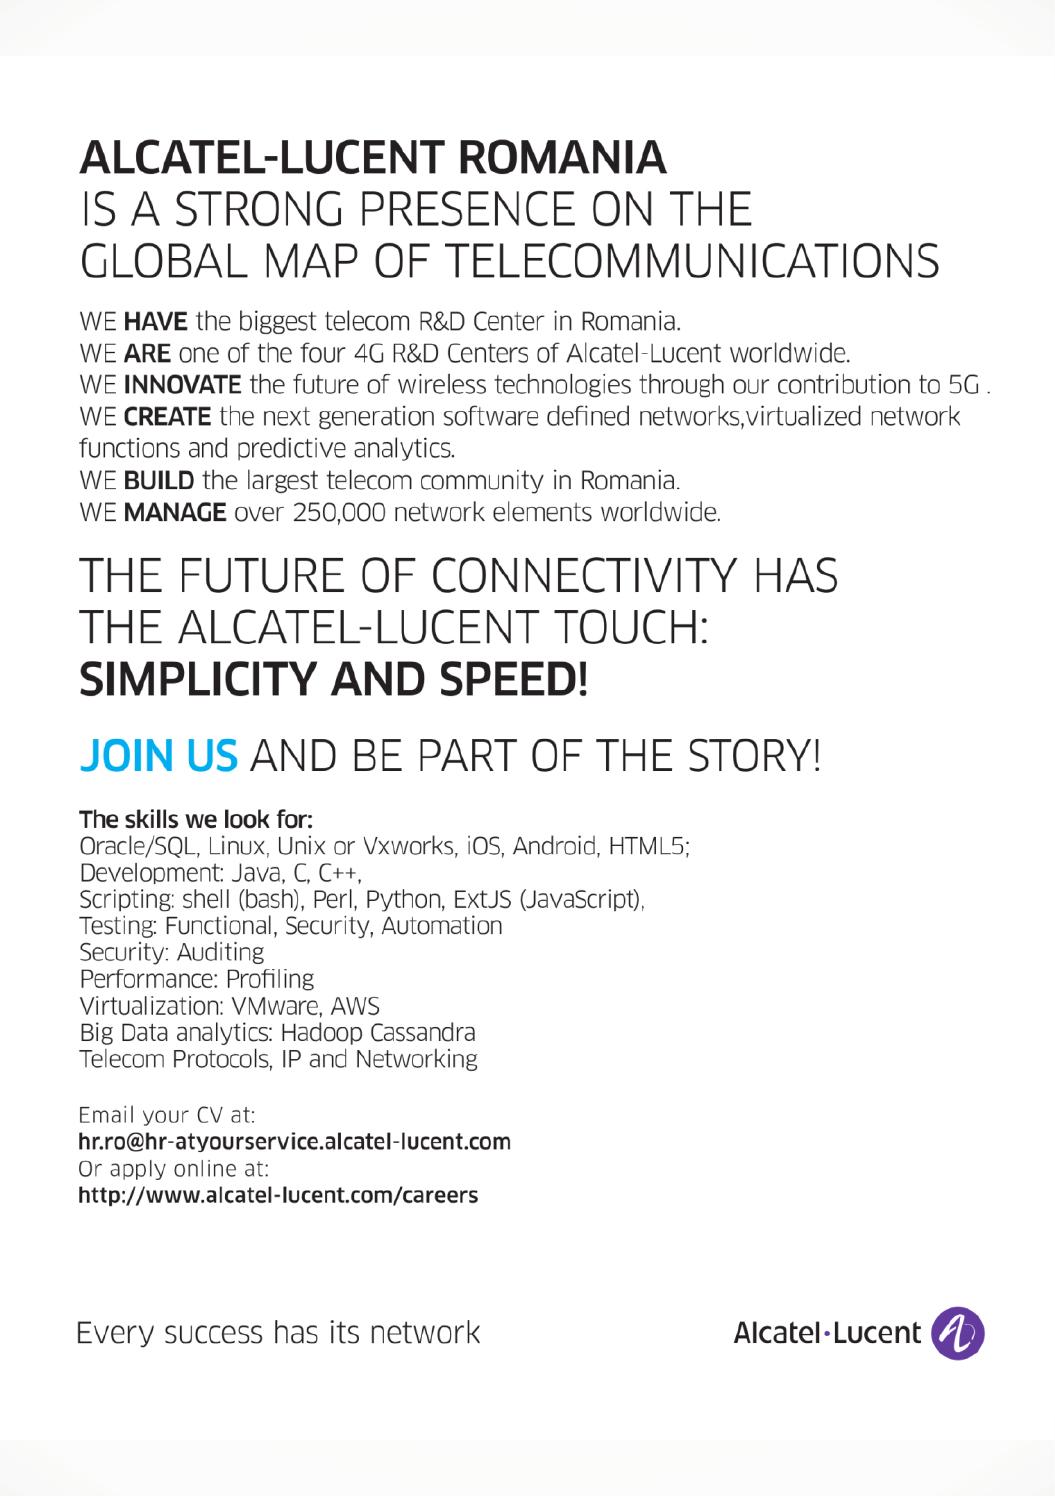 ALCATEL-LUCENT ROMANIA
IS A STRONG PRESENCE ON THE
GLOBAL MAP OF TELECOMMUNICATIONS
WE HAVE the biggest telecom R&D Center in Romania.
WE ARE one of the four 4G R&D Centers of Alcatel-Lucent worldwide.
WE INNOVATE the future of wireless technologies through our contribution to 5G .
WE CREATE the next generation software defined networks,virtualized network
functions and predictive analytics.
WE BUILD the largest telecom community in Romania.
WE MANAGE over 250,000 network elements worldwide.
THE FUTURE OF CONNECTIVITY HAS
THE ALCATEL-LUCENT TOUCH:
SIMPLICITY AND SPEED!
JOIN US AND BE PART OF THE STORY!
The skills we look for:
Oracle/SQL, Linux, Unix or Vxworks, iOS, Android, HTML5;
Development: Java, C, C++,
Scripting: shell (bash), Perl, Python, ExtJS (JavaScript),
Testing: Functional, Security, Automation
Security: Auditing
Performance: Profiling
Virtualization: VMware, AWS
Big Data analytics: Hadoop Cassandra
Telecom Protocols, IP and Networking
Email your CV at:
hr.ro@hr-atyourservice.alcatel-lucent.com
Or apply online at:
http://www.alcatel-lucent.com/careers
Every success has its network
Alcatel·Lucent